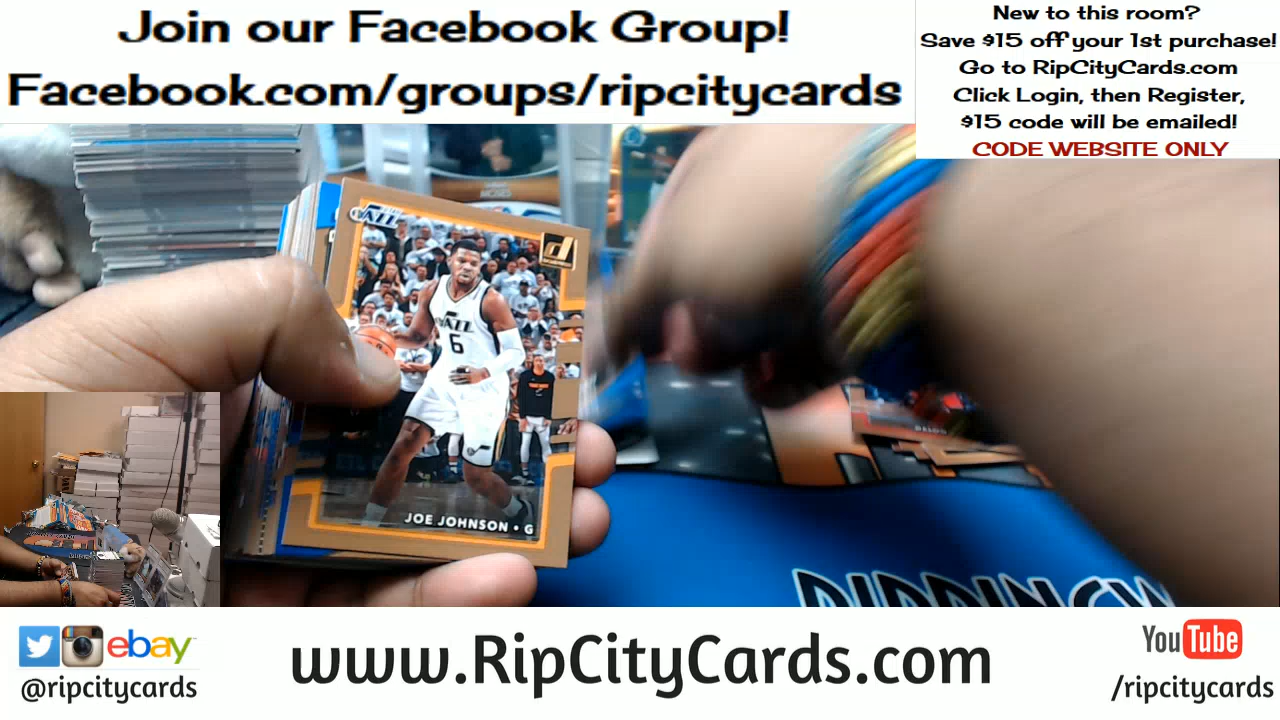 Join our Facebook Group!
Facebook.com/groups/ripcitycards
New to this room?
Save $15 off your 1st purchase!
Go to RipCityCards.com
Click Login, then Register,
$15 code will be emailed!
CODE WEBSITE ONLY
JOE JOHNSON • G
6
ebay
@ripcitycards
www.RipCityCards.com
YouTube
/ripcitycards